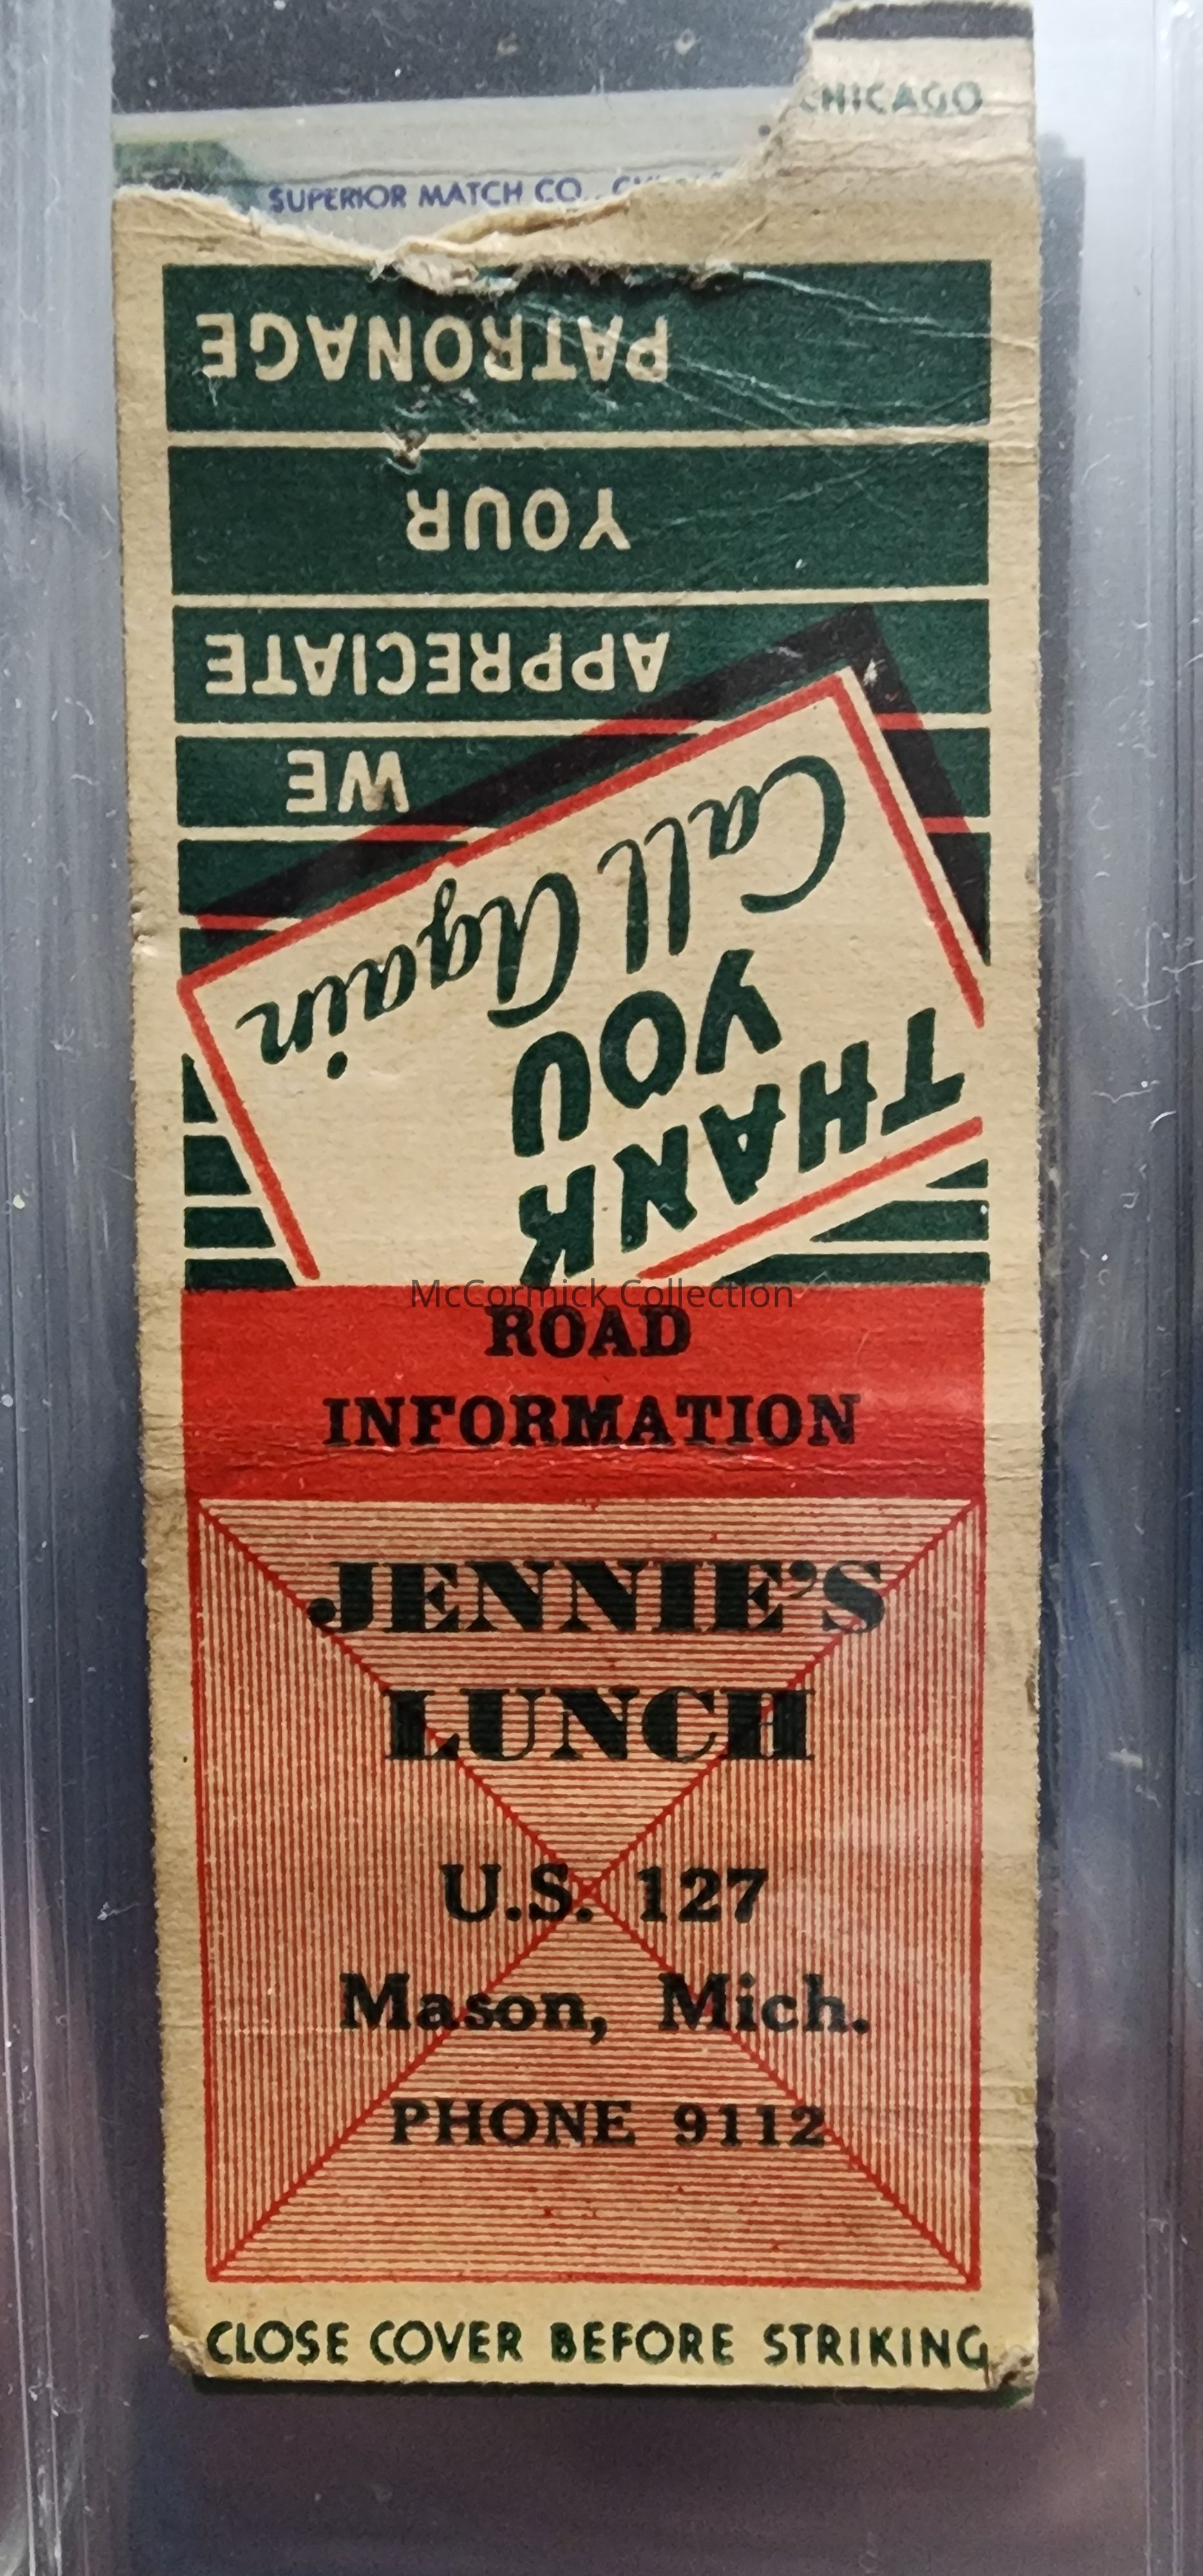 CHICAGO
SUPERIOR MATCH CO.
THANK
YOU
Call Again
WE
APPRECIATE
YOUR
PATRONAGE
McCormick Collection
ROAD
INFORMATION
JENNIE'S
LUNCH
U.S. 127
Mason, Mich.
PHONE 9112
CLOSE COVER BEFORE STRIKING